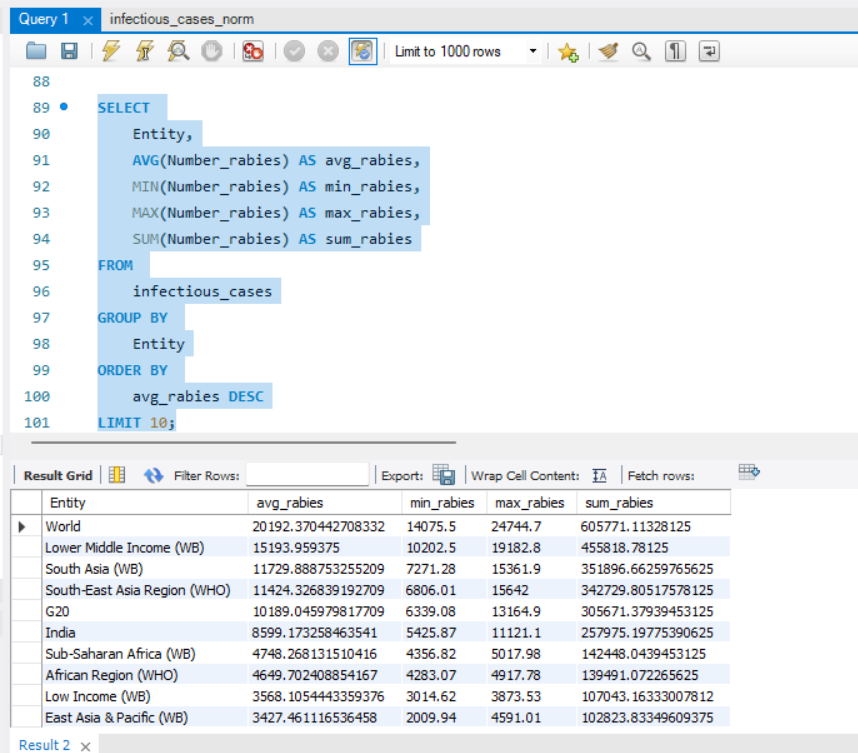 Query 1 × infectious_cases_norm
Limit to 1000 rows
88
89 SELECT
90 Entity,
91 AVG(Number_rabies) AS avg_rabies,
92 MIN(Number_rabies) AS min_rabies,
93 MAX(Number_rabies) AS max_rabies,
94 SUM(Number_rabies) AS sum_rabies
95 FROM
96 infectious_cases
97 GROUP BY
98 Entity
99 ORDER BY
100 avg_rabies DESC
101 LIMIT 10;
Result Grid Filter Rows: Export: Wrap Cell Content: Fetch rows:
Entity avg_rabies min_rabies max_rabies sum_rabies
World 20192.370442708332 14075.5 24744.7 605771.11328125
Lower Middle Income (WB) 15193.959375 10202.5 19182.8 455818.78125
South Asia (WB) 11729.888753255209 7271.28 15361.9 351896.66259765625
South-East Asia Region (WHO) 11424.326839192709 6806.01 15642 342729.80517578125
G20 10189.045979817709 6339.08 13164.9 305671.37939453125
India 8599.173258463541 5425.87 11121.1 257975.19775390625
Sub-Saharan Africa (WB) 4748.268131510416 4356.82 5017.98 142448.0439453125
African Region (WHO) 4649.702408854167 4283.07 4917.78 139491.072265625
Low Income (WB) 3568.1054443359376 3014.62 3873.53 107043.16333007812
East Asia & Pacific (WB) 3427.461116536458 2009.94 4591.01 102823.83349609375
Result 2 ×